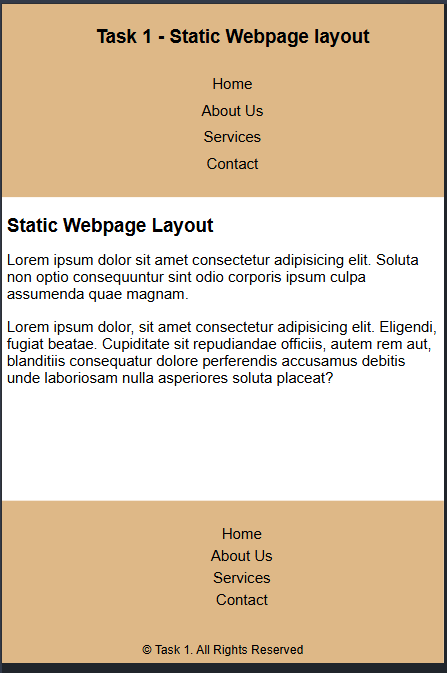 Task 1 - Static Webpage layout
Home
About Us
Services
Contact
Static Webpage Layout
Lorem ipsum dolor sit amet consectetur adipisicing elit. Soluta
non optio consequuntur sint odio corporis ipsum culpa
assumenda quae magnam.
Lorem ipsum dolor, sit amet consectetur adipisicing elit. Eligendi,
fugiat beatae. Cupiditate sit repudiandae officiis, autem rem aut,
blanditiis consequatur dolore perferendis accusamus debitis
unde laboriosam nulla asperiores soluta placeat?
Home
About Us
Services
Contact
© Task 1. All Rights Reserved